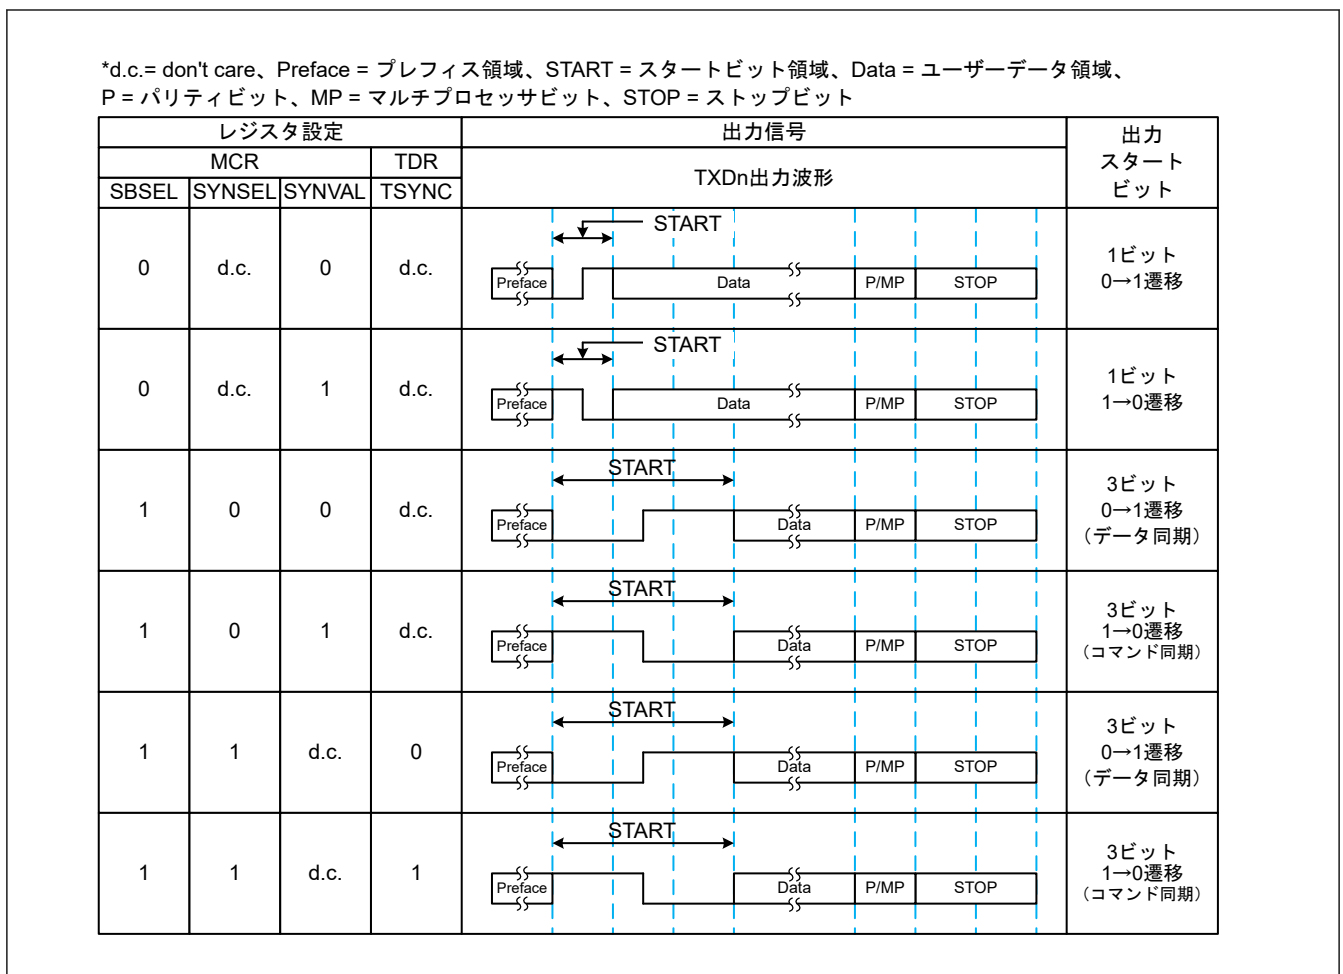 *d.c.= don't care、Preface = プレフィス領域、START = スタートビット領域、Data = ユーザーデータ領域、
P = パリティビット、MP = マルチプロセッサビット、STOP = ストップビット
レジスタ設定 出力信号 出力スタートビット
MCR TDR TXDn出力波形
SBSEL SYNSEL SYNVAL TSYNC
START
0 d.c. 0 d.c. Preface Data P/MP STOP 1ビット 0→1遷移
START
0 d.c. 1 d.c. Preface Data P/MP STOP 1ビット 1→0遷移
START
1 0 0 d.c. Preface Data P/MP STOP 3ビット 0→1遷移 （データ同期）
START
1 0 1 d.c. Preface Data P/MP STOP 3ビット 1→0遷移 （コマンド同期）
START
1 1 d.c. 0 Preface Data P/MP STOP 3ビット 0→1遷移 （データ同期）
START
1 1 d.c. 1 Preface Data P/MP STOP 3ビット 1→0遷移 （コマンド同期）